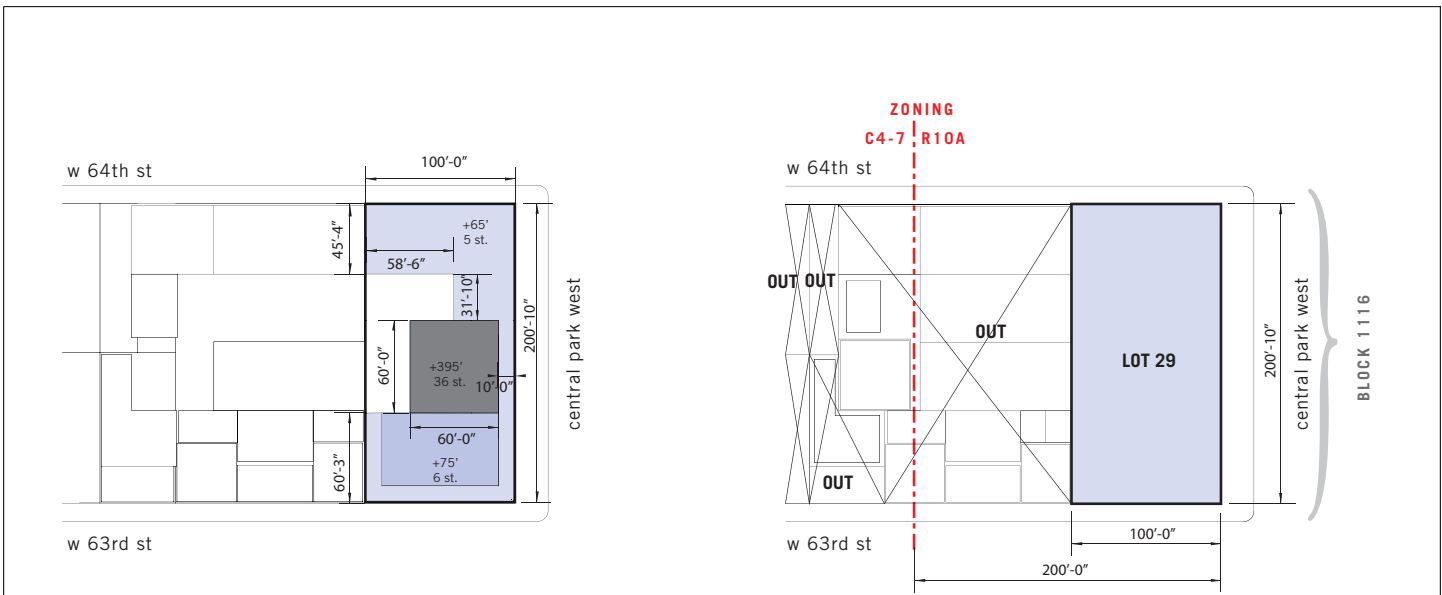 w 64th st
100'-0"
+65'
5 st.
45'-4"
58'-6"
31'-10"
200'-10"
60'-0"
+395'
36 st.
10'-0"
60'-0"
60'-3"
+75'
6 st.
central park west
w 63rd st
ZONING
C4-7 R10A
w 64th st
OUT OUT
OUT
OUT
LOT 29
200'-10"
central park west
BLOCK 1116
100'-0"
200'-0"
w 63rd st